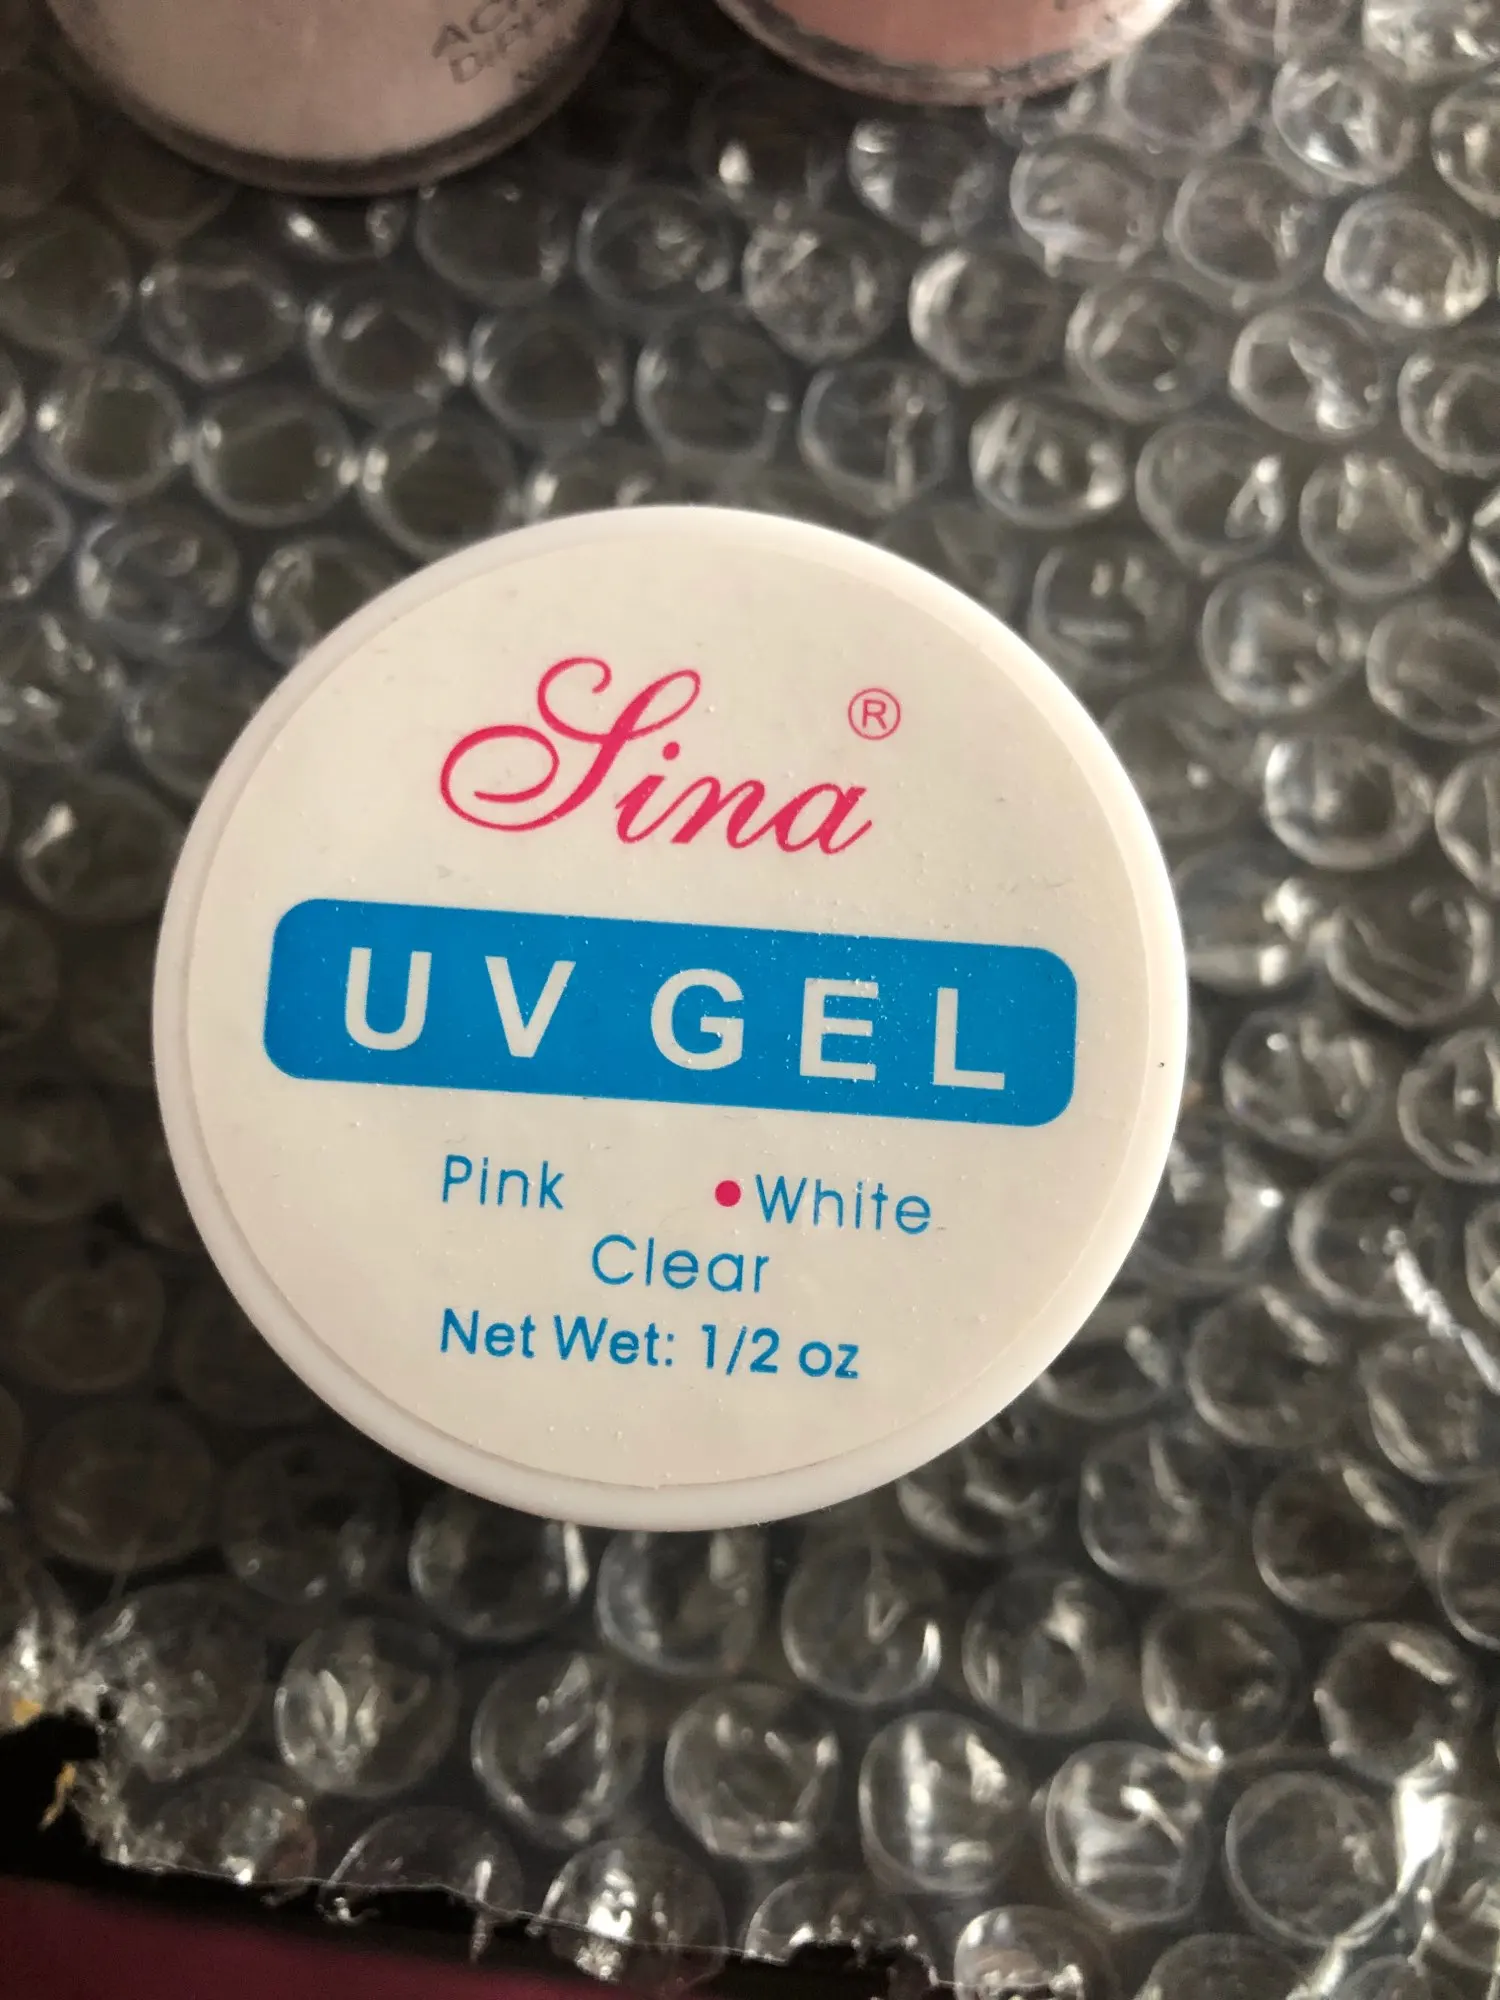 Sina ®
UV GEL
Pink •White
Clear
Net Wet: 1/2 oz